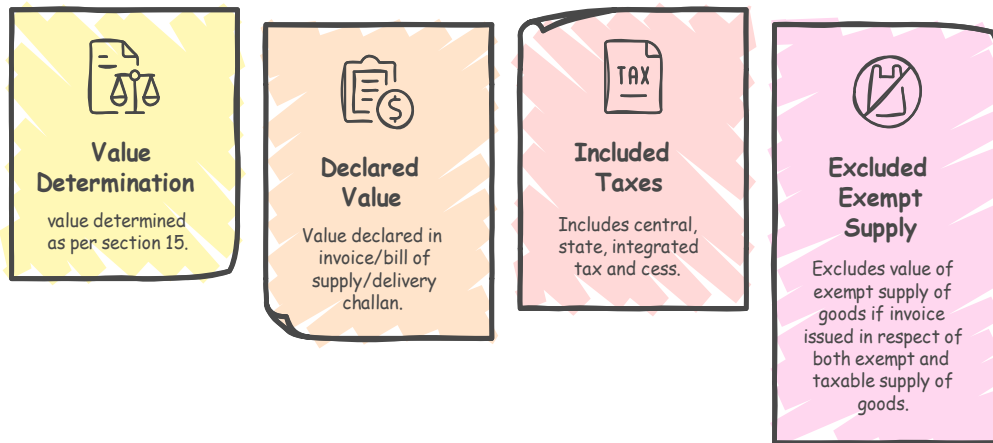 Value
Determination
value determined
as per section 15.
$
Declared
Value
Value declared in
invoice/bill of
supply/delivery
challan.
TAX
Included
Taxes
Includes central,
state, integrated
tax and cess.
Excluded
Exempt
Supply
Excludes value of
exempt supply of
goods if invoice
issued in respect of
both exempt and
taxable supply of
goods.